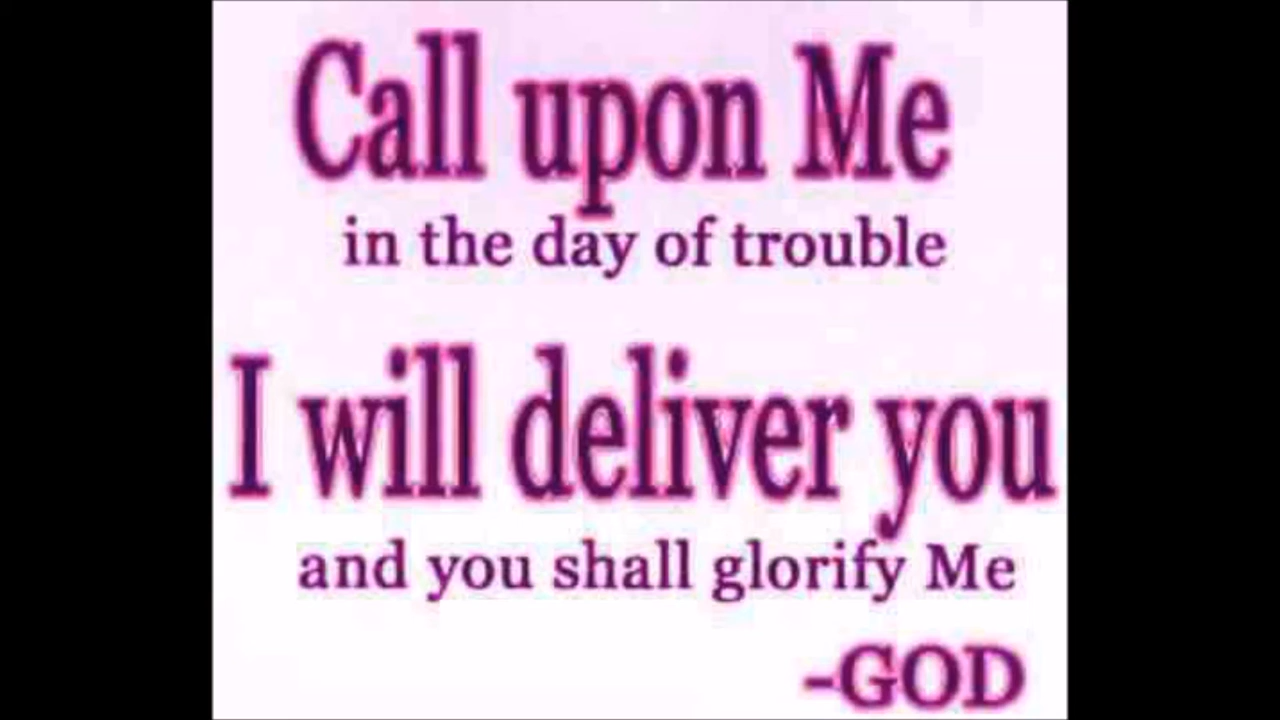 Call upon Me
in the day of trouble
I will deliver you
and you shall glorify Me
-GOD